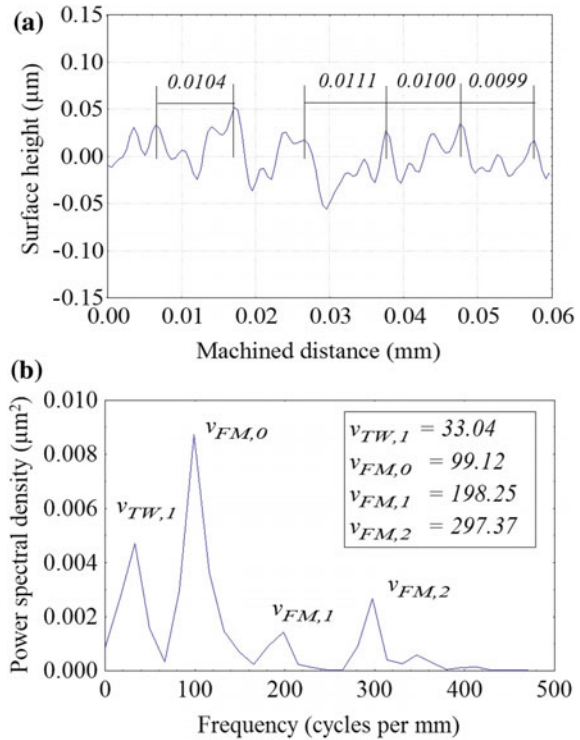 (a)
0.0104
0.0111
0.0100
0.0099
0.15
0.10
0.05
0.00
-0.05
-0.10
-0.15
Surface height (μm)
0.00
0.01
0.02
0.03
0.04
0.05
0.06
Machined distance (mm)
(b)
0.010
0.008
0.006
0.004
0.002
0.000
Power spectral density (μm²)
v_TW,1
v_FM,0
v_FM,1
v_FM,2
v_TW,1 = 33.04
v_FM,0 = 99.12
v_FM,1 = 198.25
v_FM,2 = 297.37
0
100
200
300
400
500
Frequency (cycles per mm)